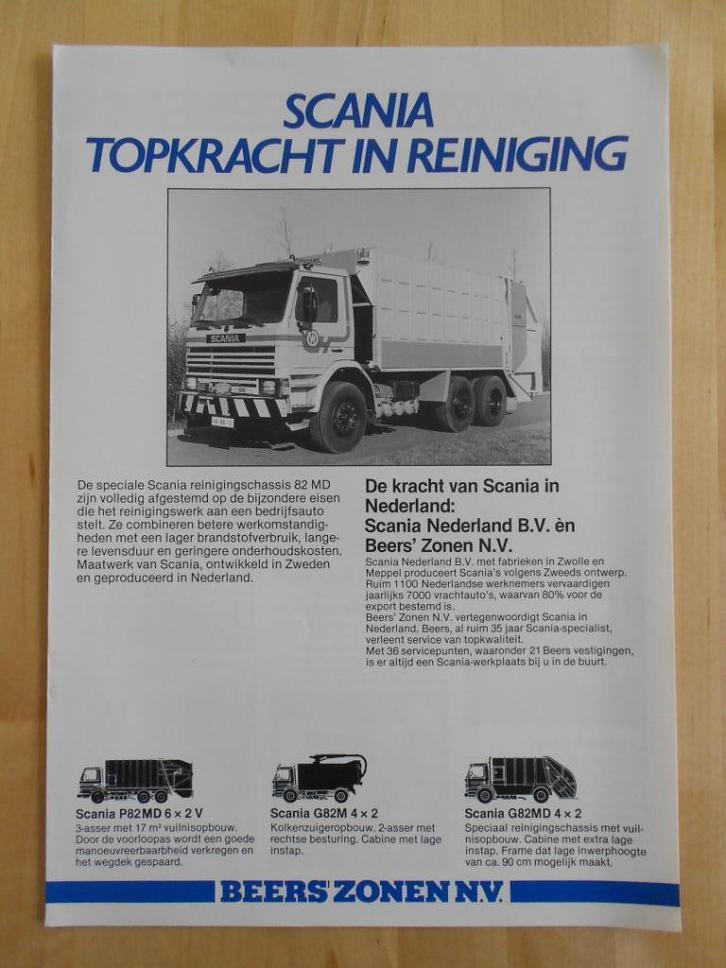 SCANIA
TOPKRACHT IN REINIGING
SCANIA
De speciale Scania reinigingschassis 82 MD
zijn volledig afgestemd op de bijzondere eisen
die het reinigingswerk aan een bedrijfsauto
stelt. Ze combineren betere werkomstandig-
heden met een lager brandstofverbruik, lange-
re levensduur en geringere onderhoudskosten.
Maatwerk van Scania, ontwikkeld in Zweden
en geproduceerd in Nederland.
De kracht van Scania in
Nederland:
Scania Nederland B.V. èn
Beers' Zonen N.V.
Scania Nederland B.V. met fabrieken in Zwolle en
Meppel produceert Scania's volgens Zweeds ontwerp.
Ruim 1100 Nederlandse werknemers vervaardigen
jaarlijks 7000 vrachtauto's, waarvan 80% voor de
export bestemd is.
Beers' Zonen N.V. vertegenwoordigt Scania in
Nederland. Beers, al ruim 35 jaar Scania-specialist,
verleent service van topkwaliteit.
Met 36 servicepunten, waaronder 21 Beers vestigingen,
is er altijd een Scania-werkplaats bij u in de buurt.
Scania P82MD 6 × 2 V
3-asser met 17 m³ vuilnisopbouw.
Door de voorloopas wordt een goede
manoeuvreerbaarheid verkregen en
het wegdek gespaard.
Scania G82M 4 × 2
Kolkenzuigeropbouw. 2-asser met
rechtse besturing. Cabine met lage
instap.
Scania G82MD 4 × 2
Speciaal reinigingschassis met vuil-
nisopbouw. Cabine met extra lage
instap. Frame dat lage inwerphoogte
van ca. 90 cm mogelijk maakt.
BEERS' ZONEN N.V.